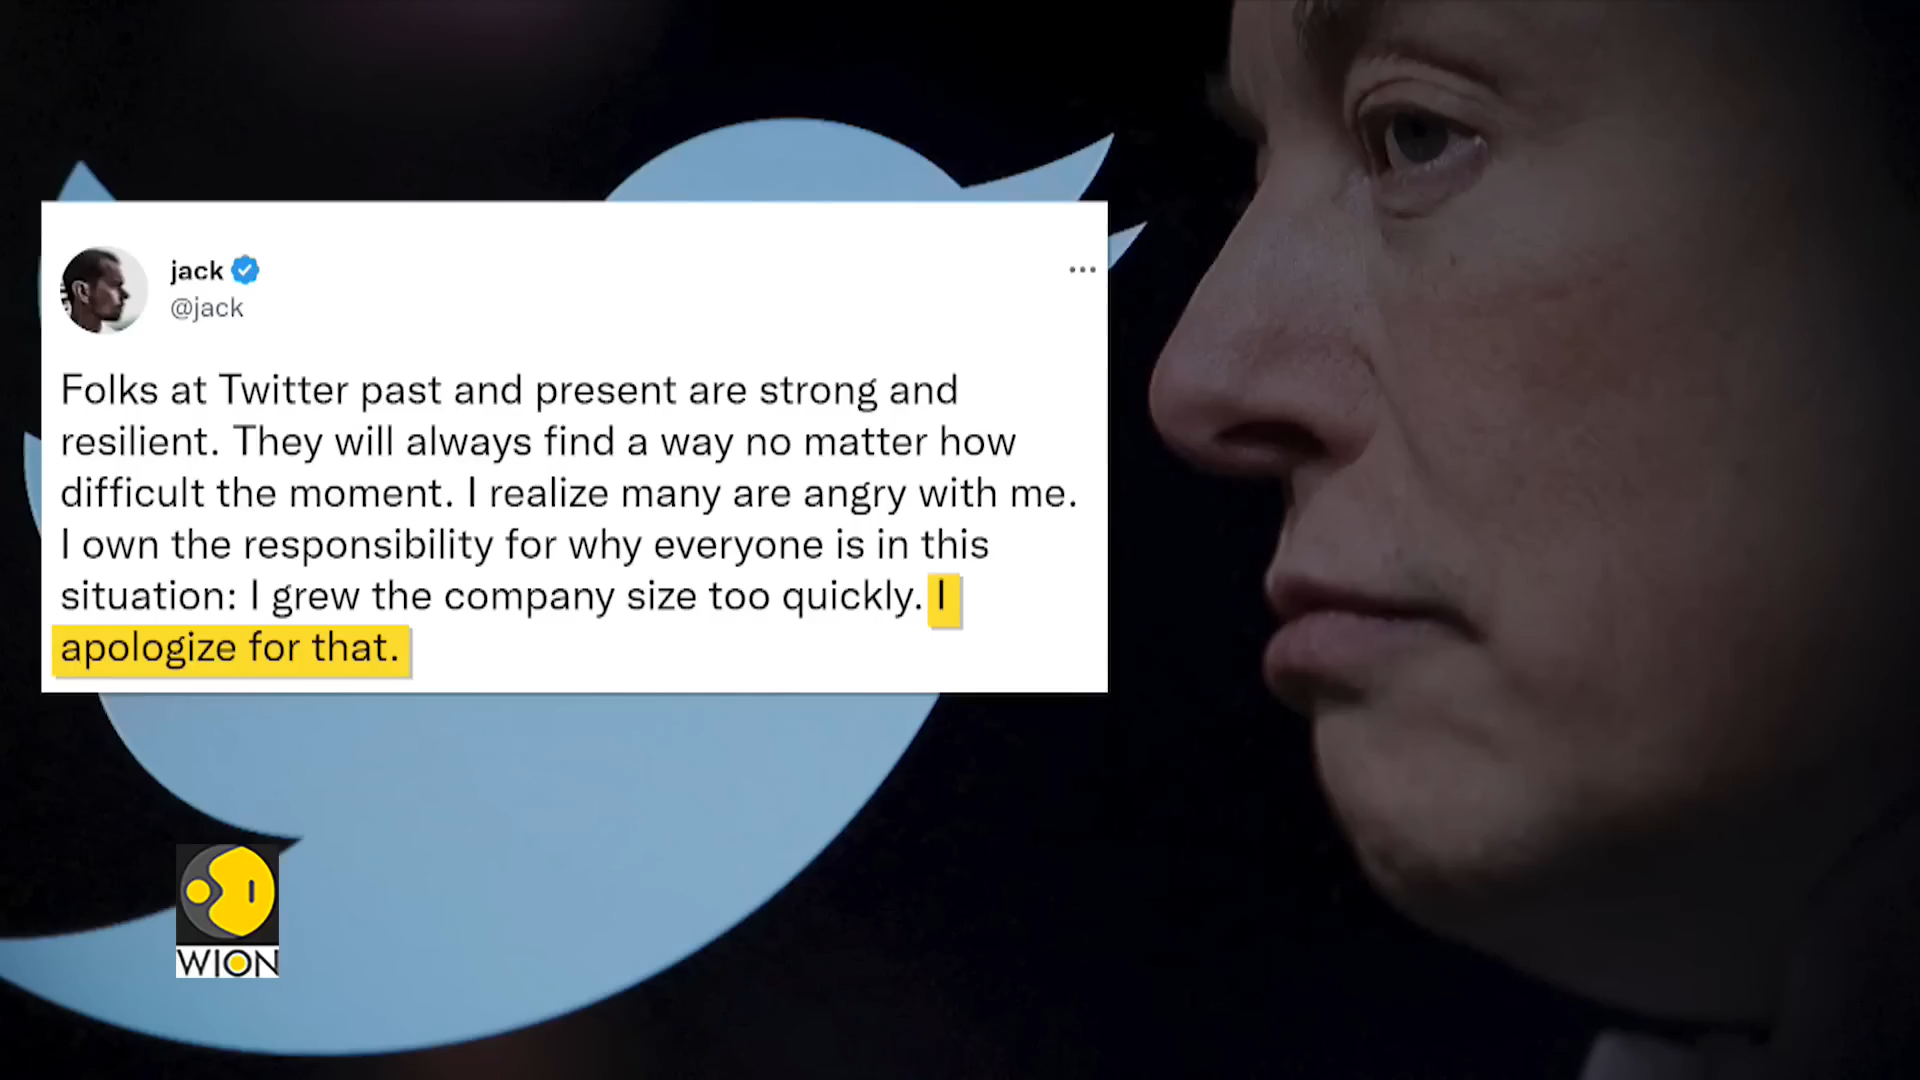 jack
@jack
Folks at Twitter past and present are strong and
resilient. They will always find a way no matter how
difficult the moment. I realize many are angry with me.
I own the responsibility for why everyone is in this
situation: I grew the company size too quickly. I
apologize for that.
WION